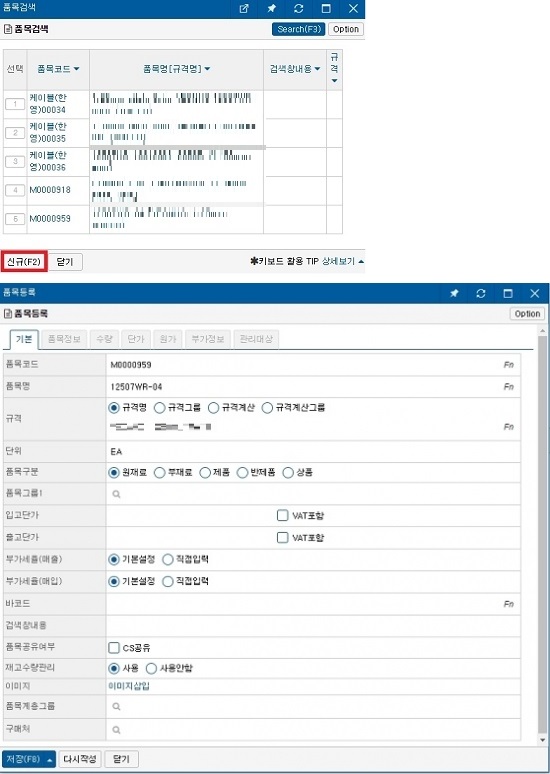 품목검색
품목검색 Search(F3) Option
선택 품목코드▼ 품목명[규격명]▼ 검색창내용▼ 규격▼
1 케이블(한영)00034
2 케이블(한영)00035
3 케이블(한영)00036
4 M0000918
5 M0000959
신규(F2) 닫기 ✱키보드 활용 TIP 상세보기▲
품목등록
품목등록 Option
기본 품목정보 수량 단가 원가 부가정보 관리대상
품목코드 M0000959 Fn
품목명 12507WR-04 Fn
규격 규격명 규격그룹 규격계산 규격계산그룹
Fn
단위 EA
품목구분 원재료 부재료 제품 반제품 상품
품목그룹1
입고단가 VAT포함
출고단가 VAT포함
부가세율(매출) 기본설정 직접입력
부가세율(매입) 기본설정 직접입력
바코드 Fn
검색창내용
품목공유여부 CS공유
재고수량관리 사용 사용안함
이미지 이미지삽입
품목계층그룹
구매처
저장(F8)▲ 다시작성 닫기